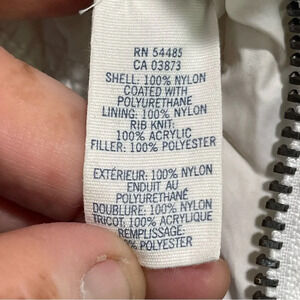 RN 54485
CA 03873
SHELL: 100% NYLON
COATED WITH
POLYURETHANE
LINING: 100% NYLON
RIB KNIT:
100% ACRYLIC
FILLER: 100% POLYESTER
EXTÉRIEUR: 100% NYLON
ENDUIT AU
POLYURETHANÉ
DOUBLURE: 100% NYLON
TRICOT: 100% ACRYLIQUE
REMPLISSAGE:
100% POLYESTER